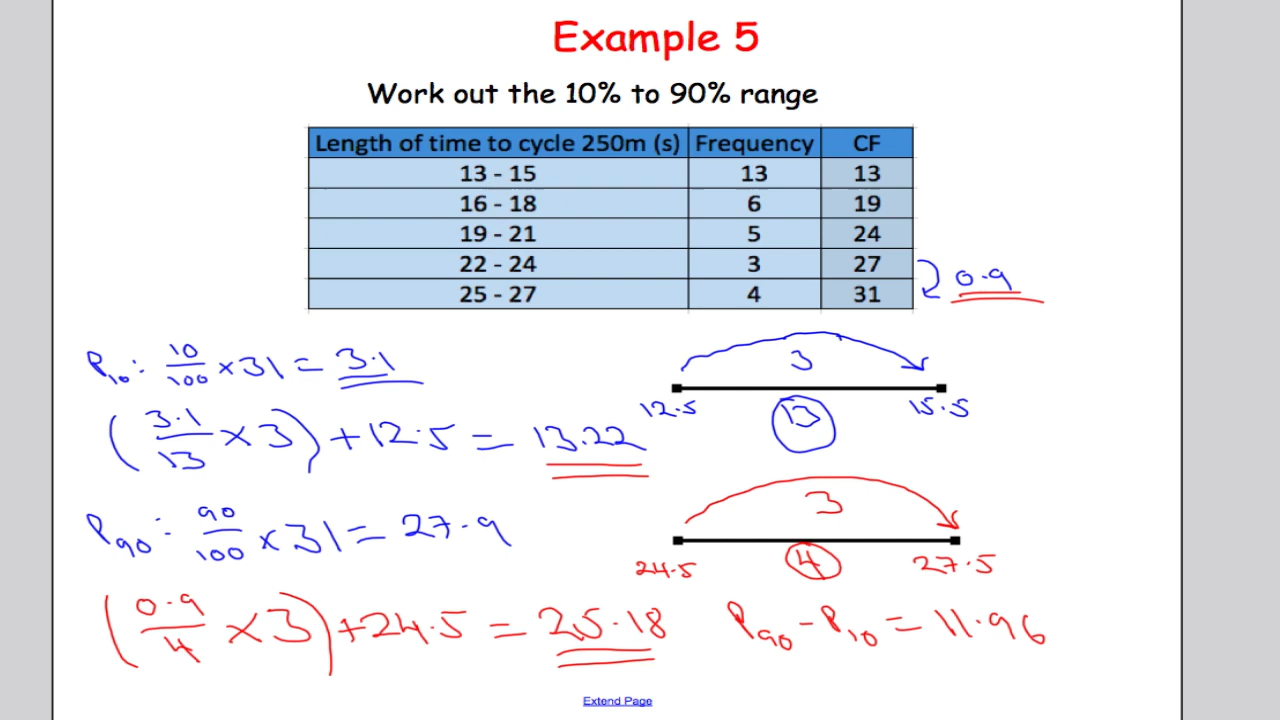 Example 5
Work out the 10% to 90% range
Length of time to cycle 250m (s) Frequency CF
13 - 15 13 13
16 - 18 6 19
19 - 21 5 24
22 - 24 3 27
25 - 27 4 31
0.9
P10: 10/100 × 31 = 3.1
3
12.5 13 15.5
(3.1/13 × 3) + 12.5 = 13.22
P90: 90/100 × 31 = 27.9
3
24.5 4 27.5
(0.9/4 × 3) + 24.5 = 25.18
P90 - P10 = 11.96
Extend Page